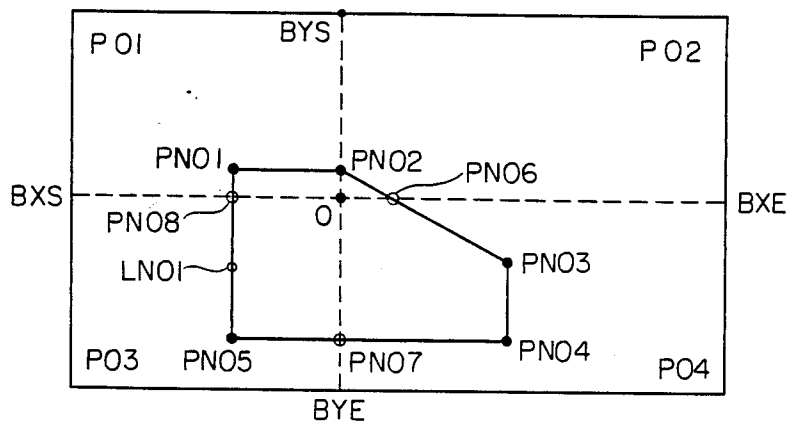 BYS
P01
P02
PN01
PN02
PN06
BXS
BXE
PN08
O
PN03
LN01
P03
PN05
PN07
PN04
P04
BYE